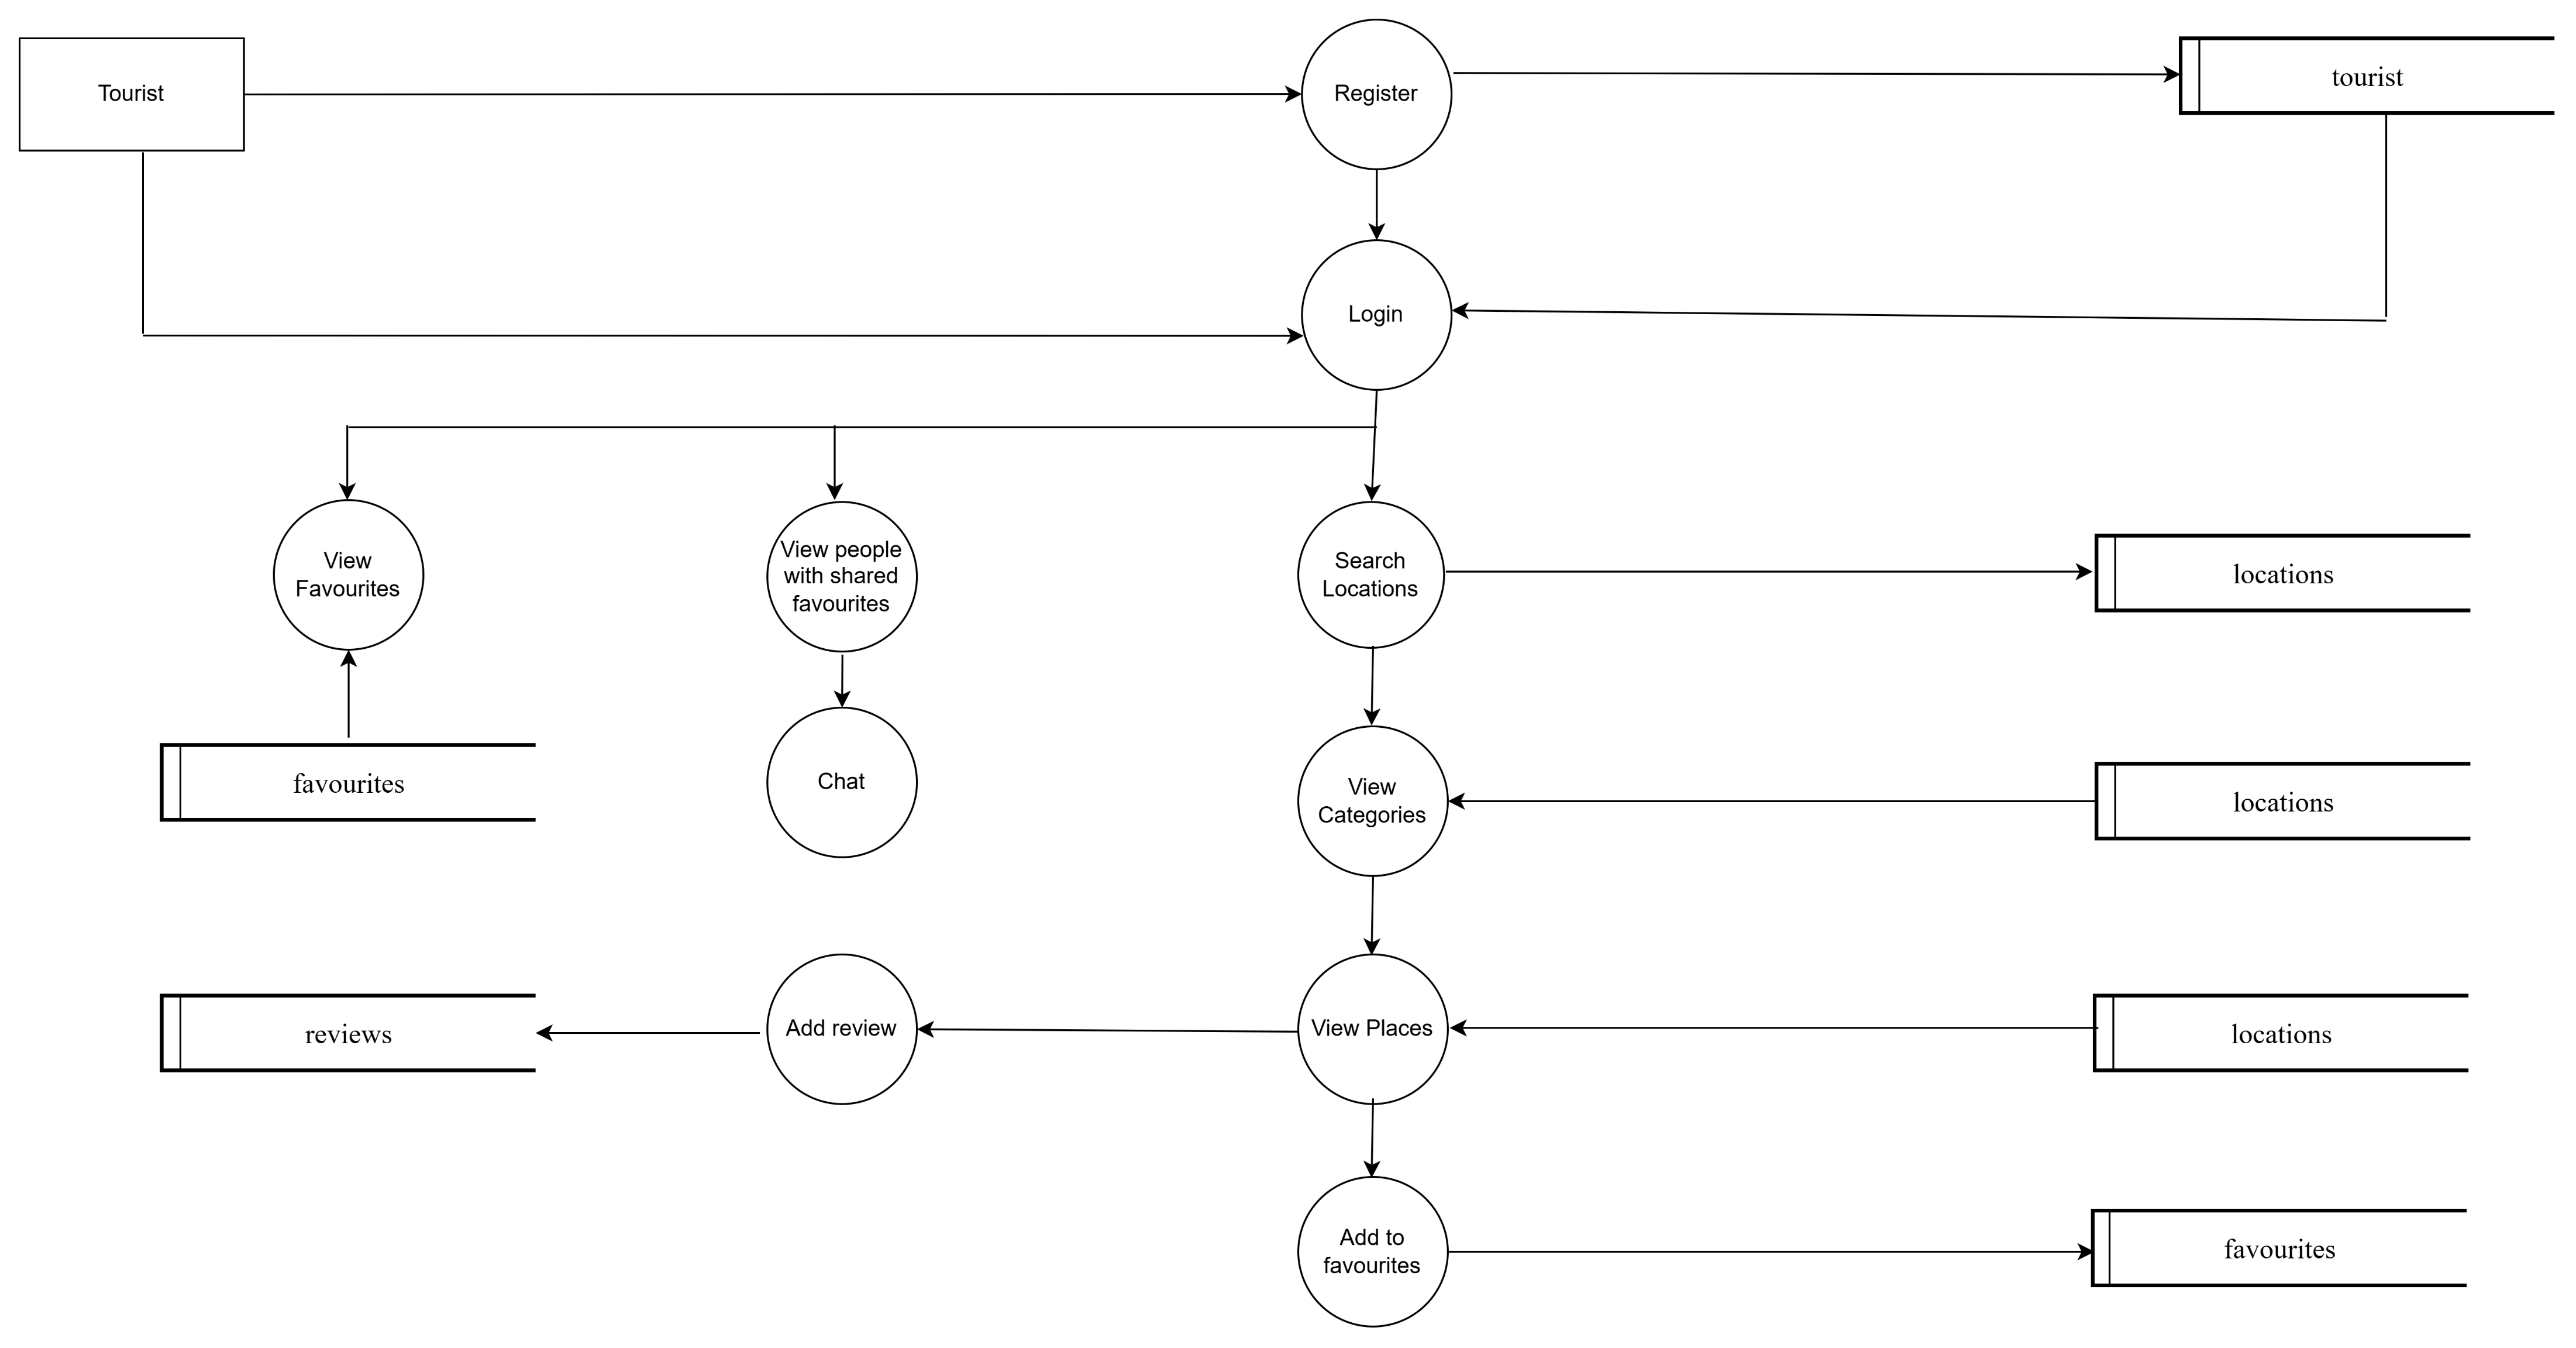 Tourist
Register
tourist
Login
View
Favourites
View people
with shared
favourites
Search
Locations
locations
favourites
Chat
View
Categories
locations
reviews
Add review
View Places
locations
Add to
favourites
favourites